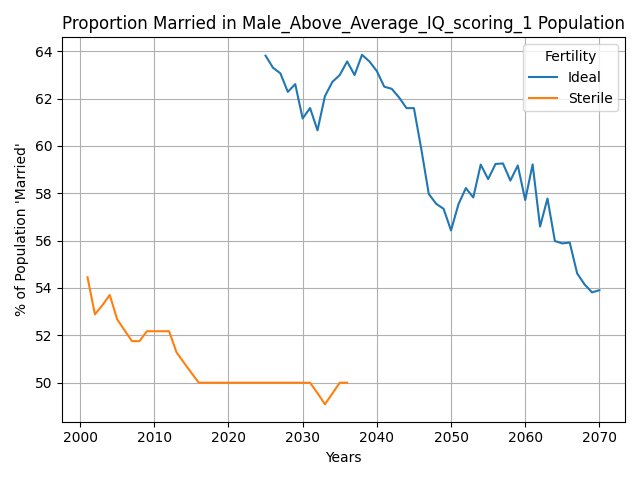 Proportion Married in Male_Above_Average_IQ_scoring_1 Population
% of Population 'Married'
64
62
60
58
56
54
52
50
Fertility
Ideal
Sterile
2000 2010 2020 2030 2040 2050 2060 2070
Years